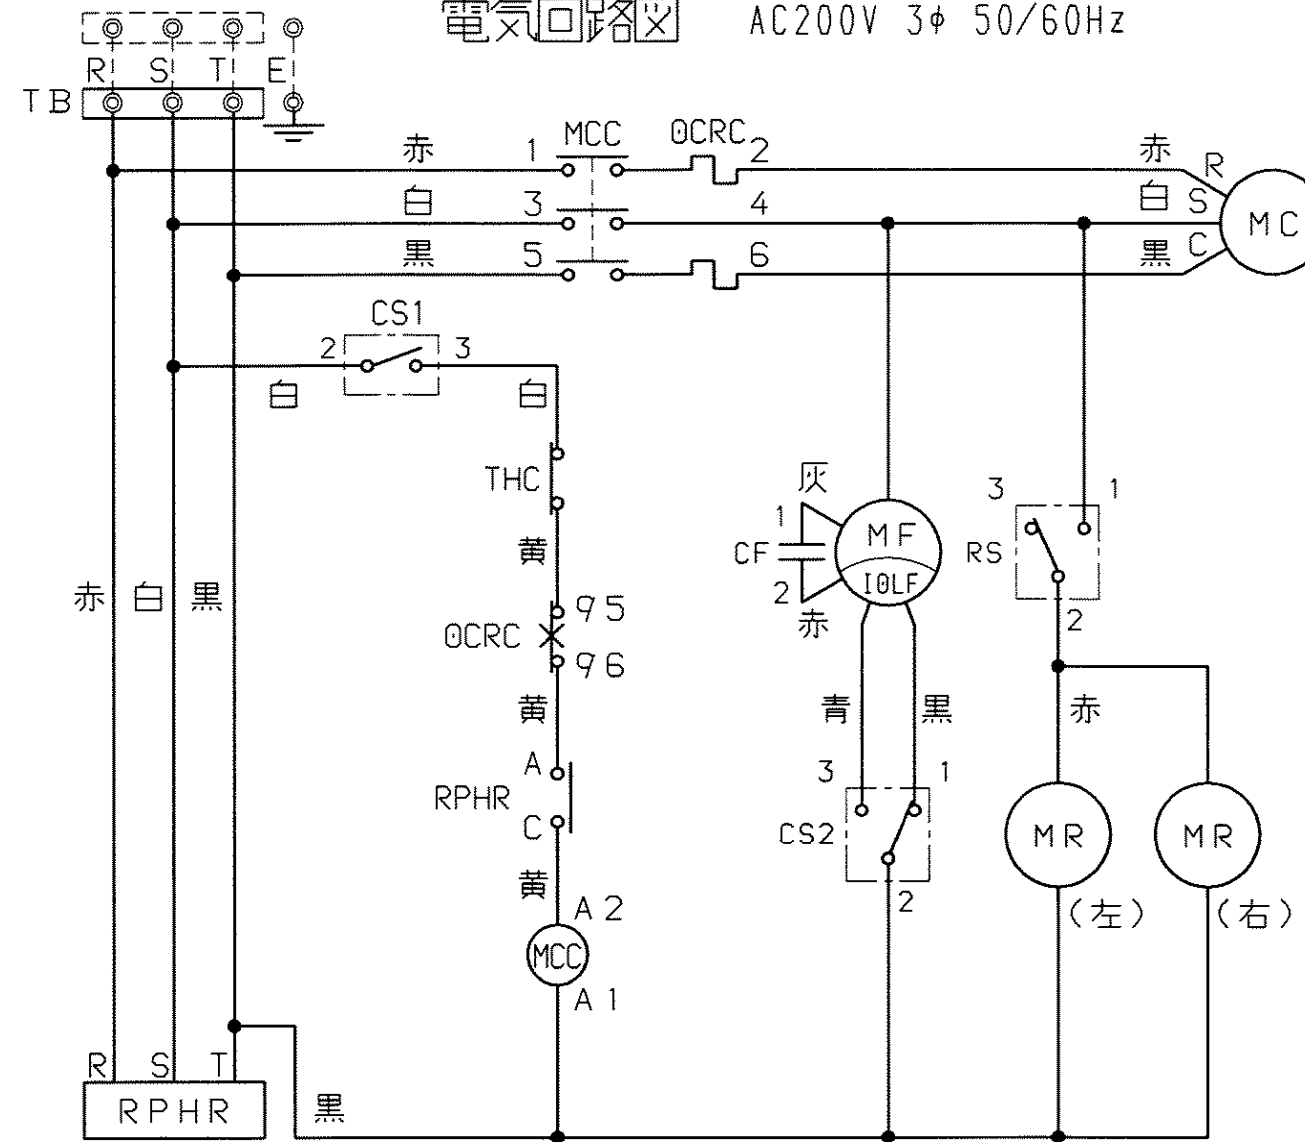 電気回路図 AC200V 3φ 50/60Hz
R S T E
TB
赤 1 MCC OCRC 2 赤 R
白 3 4 白 S
MC
黒 5 6 黒 C
CS1
2 3
白 白
THC
灰
3 1
1
MF
CF
RS
黄
IOLF
2
赤 白 黒
95
赤
2
OCRC
96
黄
青 黒
赤
A
3 1
RPHR
C
CS2
MR MR
黄
2
A2
(左) (右)
MCC
A1
R S T
RPHR
黒